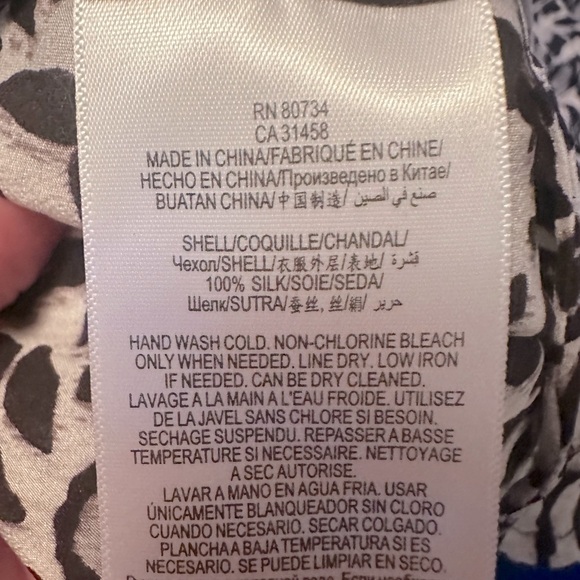 RN 80734
CA 31458
MADE IN CHINA/FABRIQUÉ EN CHINE/
HECHO EN CHINA/Произведено в Китае/
BUATAN CHINA/中国制造/ صنع في الصين
SHELL/COQUILLE/CHANDAL/
Чехол/SHELL/衣服外层/表地/ قشرة
100% SILK/SOIE/SEDA/
Шелк/SUTRA/蚕丝, 丝/絹/ حرير
HAND WASH COLD. NON-CHLORINE BLEACH
ONLY WHEN NEEDED. LINE DRY. LOW IRON
IF NEEDED. CAN BE DRY CLEANED.
LAVAGE A LA MAIN A L'EAU FROIDE. UTILISEZ
DE LA JAVEL SANS CHLORE SI BESOIN.
SECHAGE SUSPENDU. REPASSER A BASSE
TEMPERATURE SI NECESSAIRE. NETTOYAGE
A SEC AUTORISE.
LAVAR A MANO EN AGUA FRIA. USAR
ÚNICAMENTE BLANQUEADOR SIN CLORO
CUANDO NECESARIO. SECAR COLGADO.
PLANCHA A BAJA TEMPERATURA SI ES
NECESARIO. SE PUEDE LIMPIAR EN SECO.